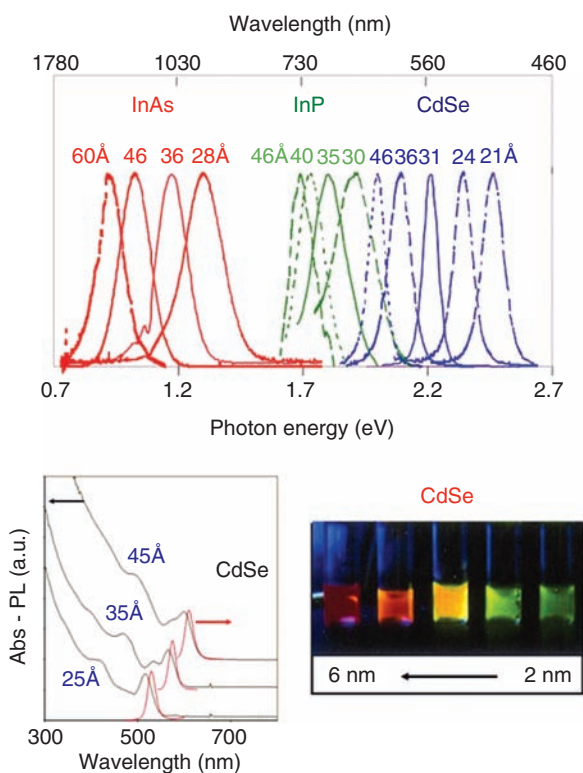 Wavelength (nm)
1780 1030 730 560 460
InAs InP CdSe
60Å 46 36 28Å 46Å 40 35 30 46 36 31 24 21Å
0.7 1.2 1.7 2.2 2.7
Photon energy (eV)
CdSe
45Å
CdSe
35Å
25Å
Abs - PL (a.u.)
300 500 700
Wavelength (nm)
6 nm 2 nm